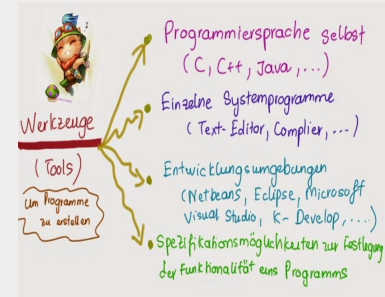 Programmiersprache selbst
(C, C++, Java,...)
Einzelne Systemprogramme
(Text-Editor, Complier,...)
Werkzeuge
(Tools)
Um Programme
zu erstellen
Entwicklungsumgebungen
(Netbeans, Eclipse, Microsoft
Visual Studio, K-Develop,....)
Spezifikationsmöglichkeiten zur Festlegung
der Funktionalität eins Programms